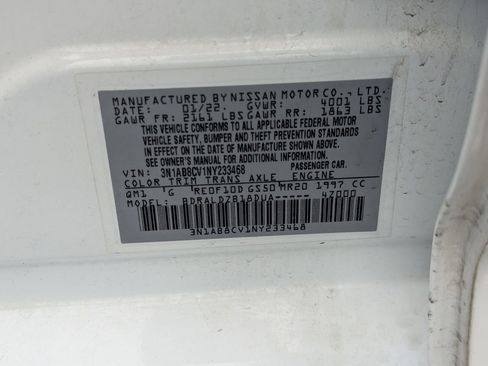 MANUFACTURED BY NISSAN MOTOR CO., LTD.
DATE: 01/22. GVWR: 4001 LBS
GAWR FR: 2161 LBS GAWR RR: 1863 LBS
THIS VEHICLE CONFORMS TO ALL APPLICABLE FEDERAL MOTOR
VEHICLE SAFETY, BUMPER, AND THEFT PREVENTION STANDARDS
IN EFFECT ON THE DATE OF MANUFACTURE SHOWN ABOVE.
SEE OWNER'S MANUAL FOR ADDITIONAL INFORMATION.
VIN: 3N1AB8CV1NY233468 PASSENGER CAR.
COLOR TRIM TRANS AXLE ENGINE
QM1 G RE0F10D GS50 MR20 1997 CC
MODEL: BDRALDZB18DUA----- 47000
3N1AB8CV1NY233468